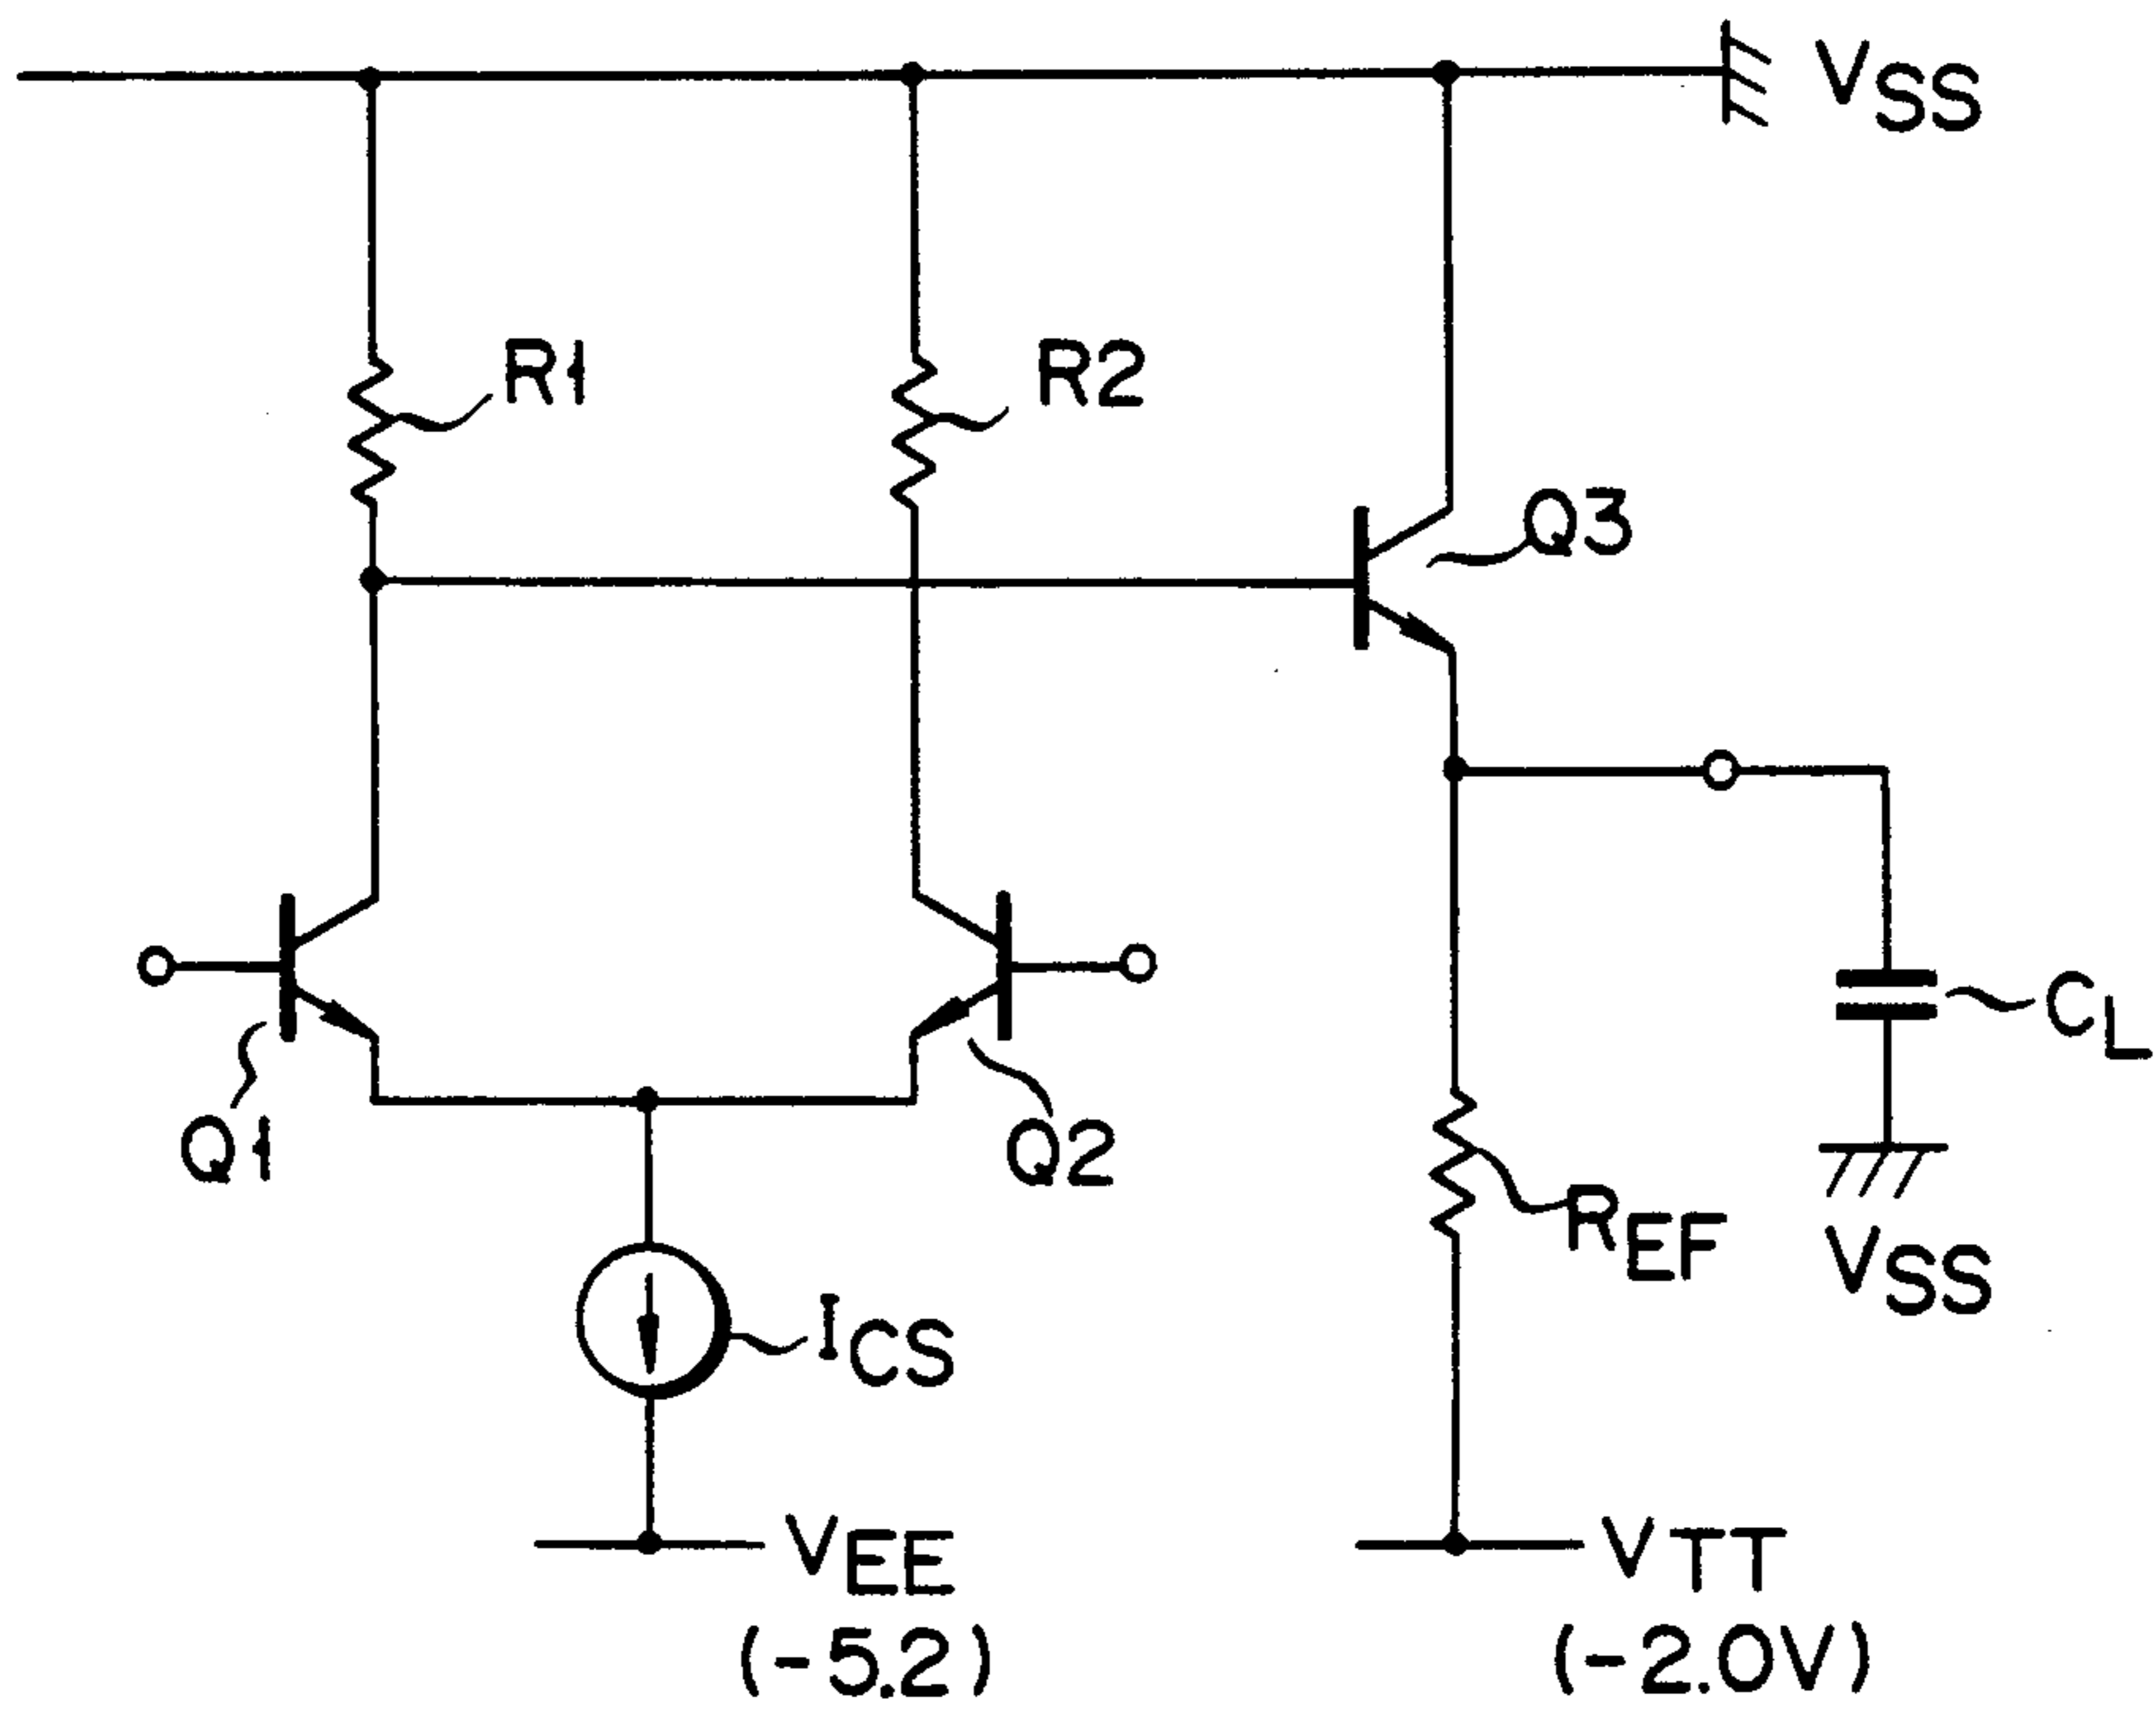 VSS
R1
R2
Q3
CL
Q1
Q2
REF
VSS
ICS
VEE
(-5.2)
VTT
(-2.0V)